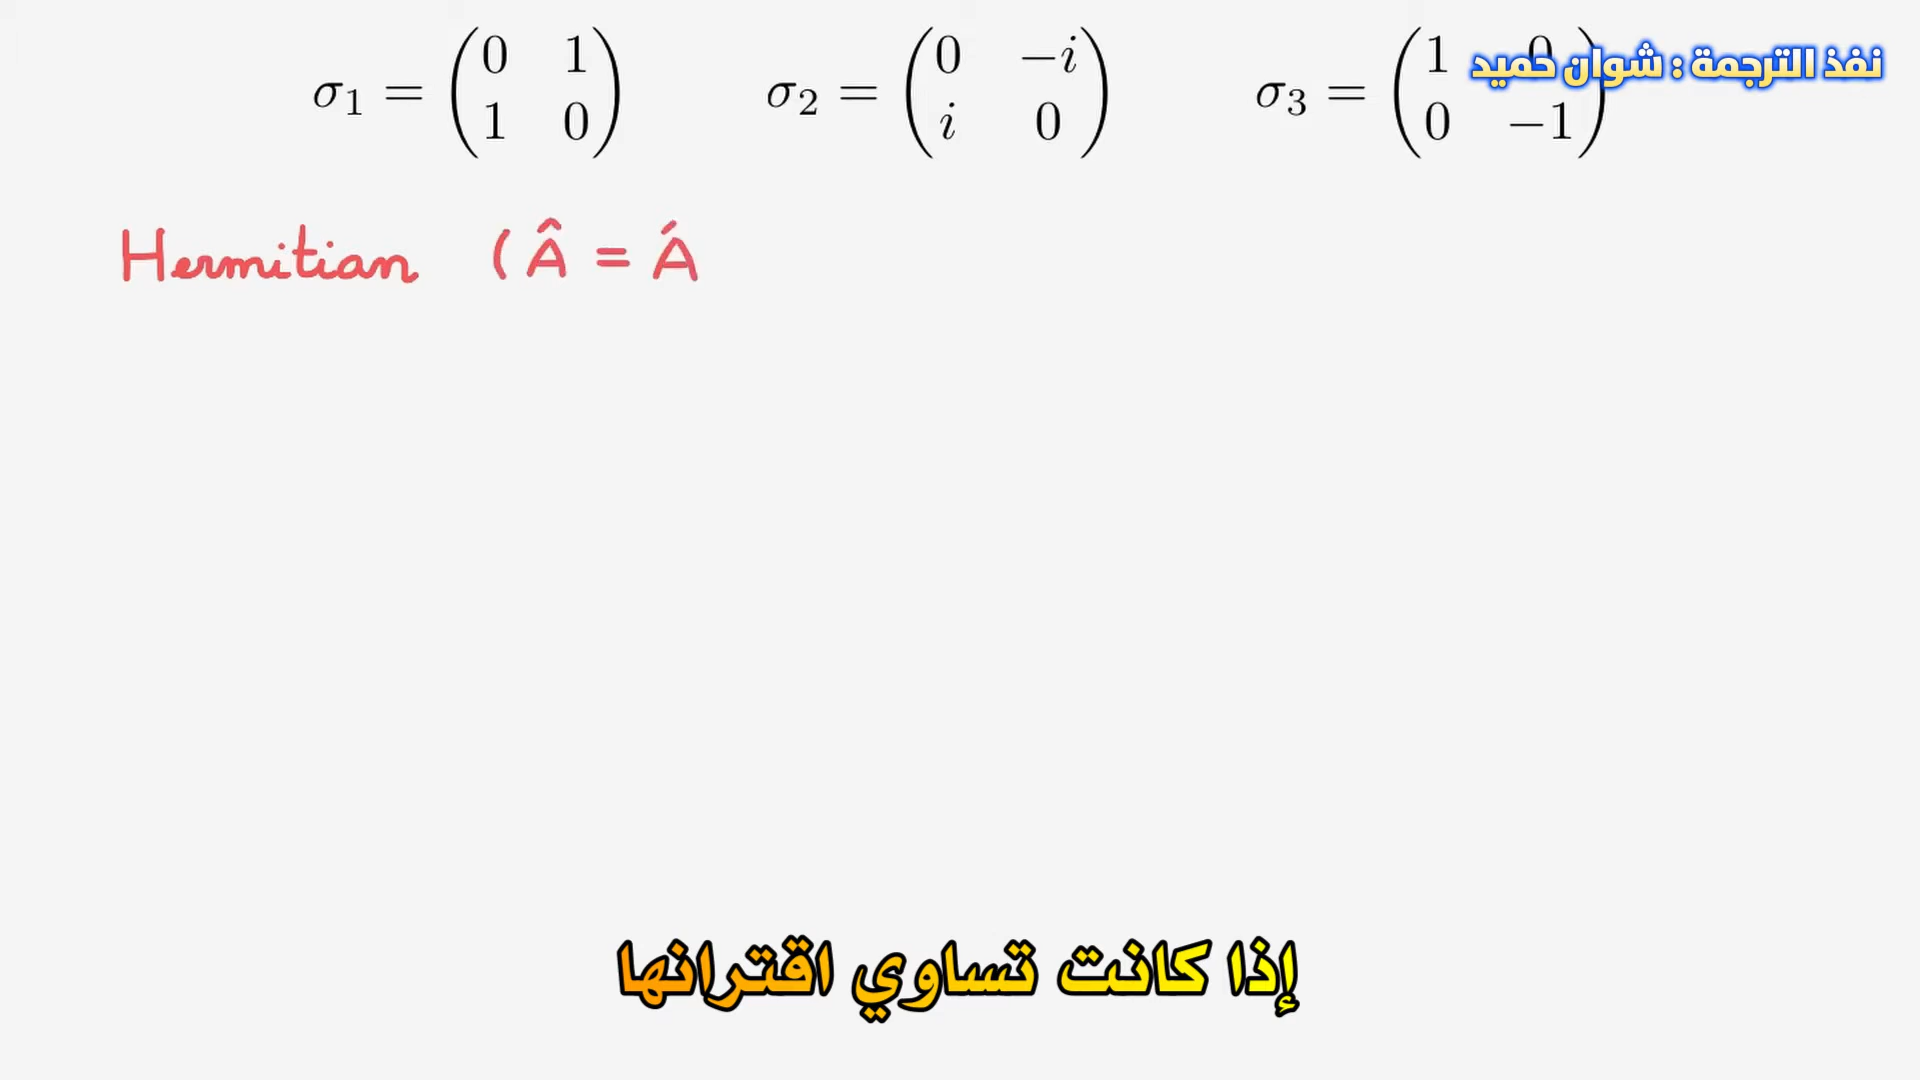 σ₁ = (0 1; 1 0) σ₂ = (0 −i; i 0) σ₃ = (1 0; 0 −1)
نفذ الترجمة : شوان حميد
Hermitian ( Â = Á
إذا كانت تساوي اقترانها